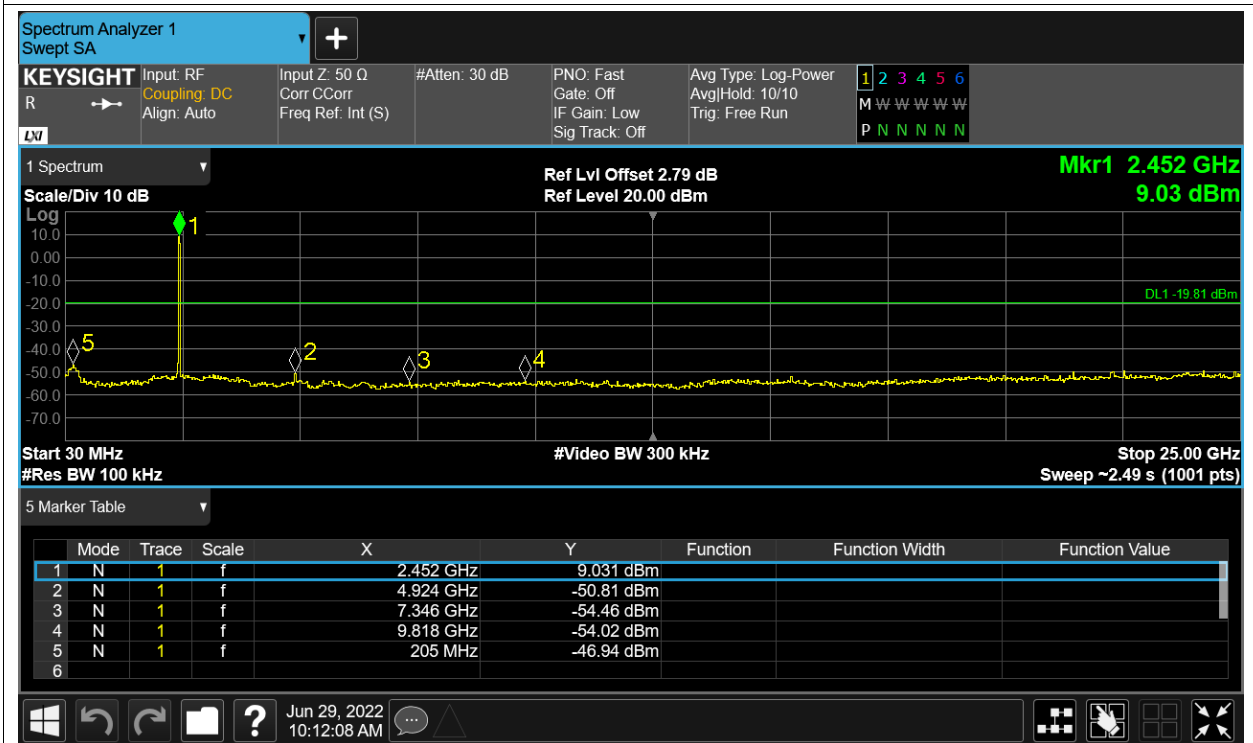 Spectrum Analyzer 1
Swept SA
KEYSIGHT
R
LXI
Input: RF
Coupling: DC
Align: Auto
Input Z: 50 Ω
Corr CCorr
Freq Ref: Int (S)
#Atten: 30 dB
PNO: Fast
Gate: Off
IF Gain: Low
Sig Track: Off
Avg Type: Log-Power
Avg|Hold: 10/10
Trig: Free Run
1 2 3 4 5 6
M W W W W W
P N N N N N
1 Spectrum
Scale/Div 10 dB
Ref Lvl Offset 2.79 dB
Ref Level 20.00 dBm
Mkr1 2.452 GHz
9.03 dBm
Log
10.0
0.00
-10.0
-20.0
-30.0
-40.0
-50.0
-60.0
-70.0
1
DL1 -19.81 dBm
5
2
3
4
Start 30 MHz
#Video BW 300 kHz
Stop 25.00 GHz
#Res BW 100 kHz
Sweep ~2.49 s (1001 pts)
5 Marker Table
Mode Trace Scale X Y Function Function Width Function Value
1 N 1 f 2.452 GHz 9.031 dBm
2 N 1 f 4.924 GHz -50.81 dBm
3 N 1 f 7.346 GHz -54.46 dBm
4 N 1 f 9.818 GHz -54.02 dBm
5 N 1 f 205 MHz -46.94 dBm
6
?
Jun 29, 2022
10:12:08 AM